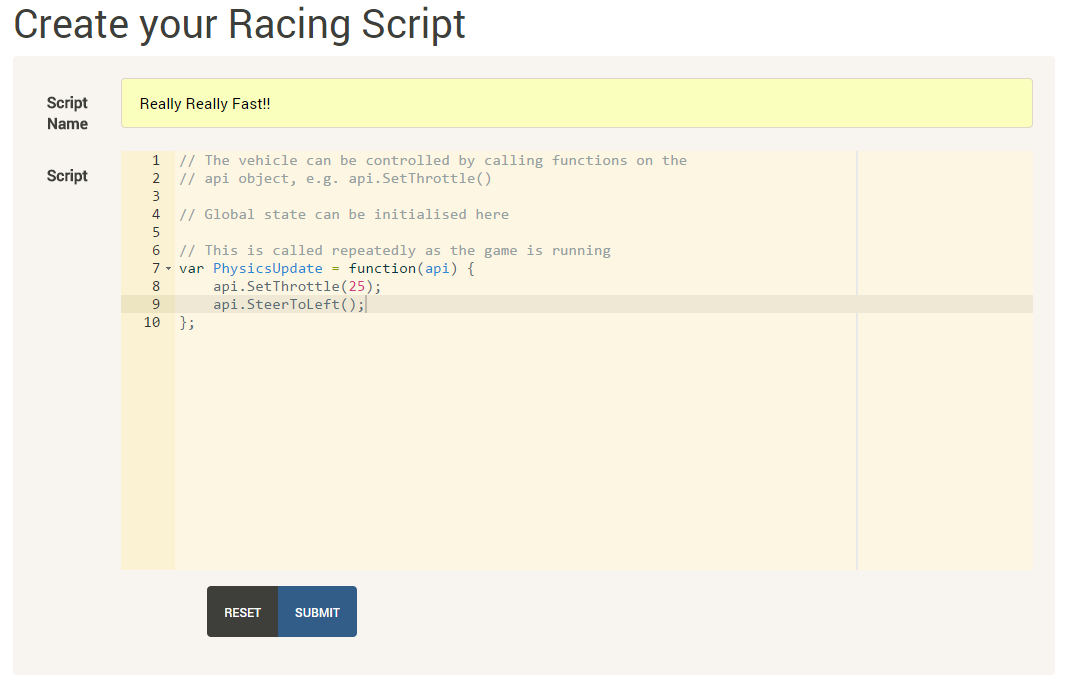 Create your Racing Script
Script
Name
Really Really Fast!!
Script
1 // The vehicle can be controlled by calling functions on the
2 // api object, e.g. api.SetThrottle()
3
4 // Global state can be initialised here
5
6 // This is called repeatedly as the game is running
7 var PhysicsUpdate = function(api) {
8     api.SetThrottle(25);
9     api.SteerToLeft();
10 };
RESET SUBMIT